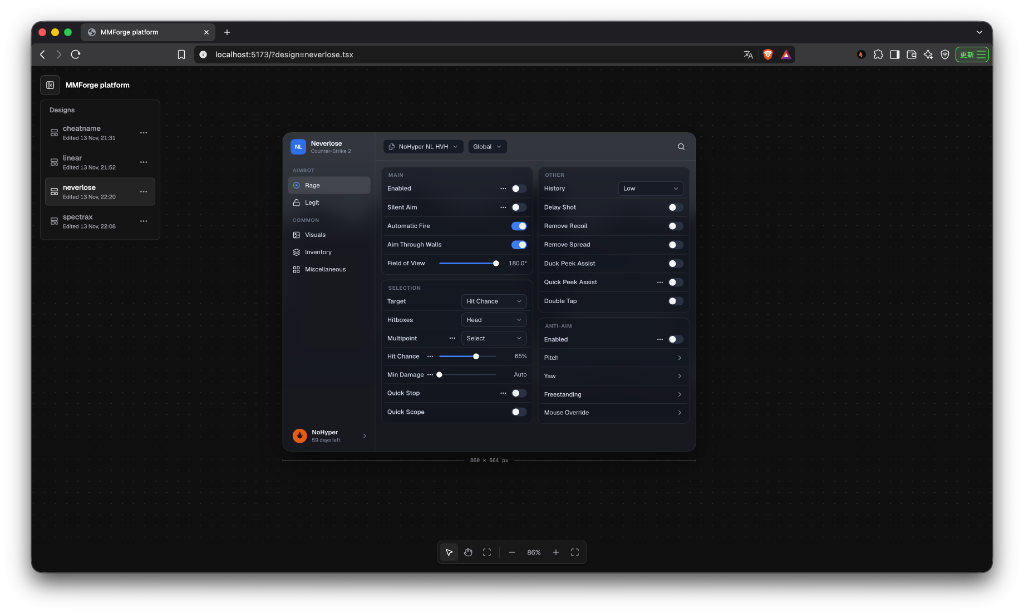 MMForge platform
localhost:5173/?design=neverlose.tsx
更新
MMForge platform
Designs
cheatname
Edited 13 Nov, 21:31
linear
Edited 13 Nov, 21:52
neverlose
Edited 13 Nov, 22:20
spectrax
Edited 13 Nov, 22:06
NL
Neverlose
Counter-Strike 2
NoHyper NL HVH
Global
AIMBOT
Rage
Legit
COMMON
Visuals
Inventory
Miscellaneous
NoHyper
59 days left
MAIN
Enabled
Silent Aim
Automatic Fire
Aim Through Walls
Field of View 180.0°
SELECTION
Target Hit Chance
Hitboxes Head
Multipoint Select
Hit Chance 65%
Min Damage Auto
Quick Stop
Quick Scope
OTHER
History Low
Delay Shot
Remove Recoil
Remove Spread
Duck Peek Assist
Quick Peek Assist
Double Tap
ANTI-AIM
Enabled
Pitch
Yaw
Freestanding
Mouse Override
86%